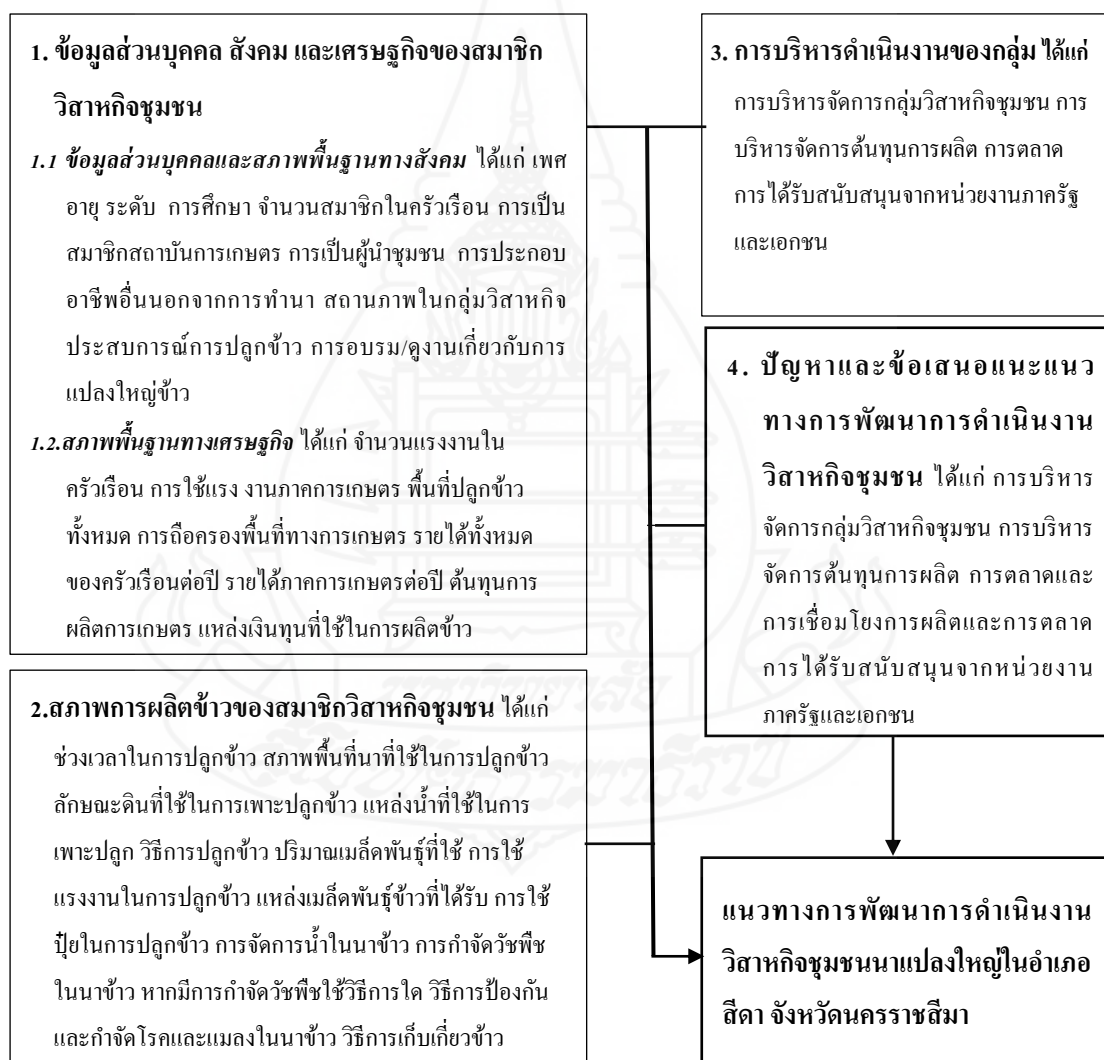 1. ข้อมูลส่วนบุคคล สังคม และเศรษฐกิจของสมาชิก
วิสาหกิจชุมชน
1.1 ข้อมูลส่วนบุคคลและสภาพพื้นฐานทางสังคม ได้แก่ เพศ
อายุ ระดับ การศึกษา จำนวนสมาชิกในครัวเรือน การเป็น
สมาชิกสถาบันการเกษตร การเป็นผู้นำชุมชน การประกอบ
อาชีพอื่นนอกจากการทำนา สถานภาพในกลุ่มวิสาหกิจ
ประสบการณ์การปลูกข้าว การอบรม/ดูงานเกี่ยวกับการ
แปลงใหญ่ข้าว
1.2.สภาพพื้นฐานทางเศรษฐกิจ ได้แก่ จำนวนแรงงานใน
ครัวเรือน การใช้แรง งานภาคการเกษตร พื้นที่ปลูกข้าว
ทั้งหมด การถือครองพื้นที่ทางการเกษตร รายได้ทั้งหมด
ของครัวเรือนต่อปี รายได้ภาคการเกษตรต่อปี ต้นทุนการ
ผลิตการเกษตร แหล่งเงินทุนที่ใช้ในการผลิตข้าว
2.สภาพการผลิตข้าวของสมาชิกวิสาหกิจชุมชน ได้แก่
ช่วงเวลาในการปลูกข้าว สภาพพื้นที่นาที่ใช้ในการปลูกข้าว
ลักษณะดินที่ใช้ในการเพาะปลูกข้าว แหล่งน้ำที่ใช้ในการ
เพาะปลูก วิธีการปลูกข้าว ปริมาณเมล็ดพันธุ์ที่ใช้ การใช้
แรงงานในการปลูกข้าว แหล่งเมล็ดพันธุ์ข้าวที่ได้รับ การใช้
ปุ๋ยในการปลูกข้าว การจัดการน้ำในนาข้าว การกำจัดวัชพืช
ในนาข้าว หากมีการกำจัดวัชพืชใช้วิธีการใด วิธีการป้องกัน
และกำจัดโรคและแมลงในนาข้าว วิธีการเก็บเกี่ยวข้าว
3. การบริหารดำเนินงานของกลุ่ม ได้แก่
การบริหารจัดการกลุ่มวิสาหกิจชุมชน การ
บริหารจัดการต้นทุนการผลิต การตลาด
การได้รับสนับสนุนจากหน่วยงานภาครัฐ
และเอกชน
4. ปัญหาและข้อเสนอแนะแนว
ทางการพัฒนาการดำเนินงาน
วิสาหกิจชุมชน ได้แก่ การบริหาร
จัดการกลุ่มวิสาหกิจชุมชน การบริหาร
จัดการต้นทุนการผลิต การตลาดและ
การเชื่อมโยงการผลิตและการตลาด
การได้รับสนับสนุนจากหน่วยงาน
ภาครัฐและเอกชน
แนวทางการพัฒนาการดำเนินงาน
วิสาหกิจชุมชนนาแปลงใหญ่ในอำเภอ
สีดา จังหวัดนครราชสีมา